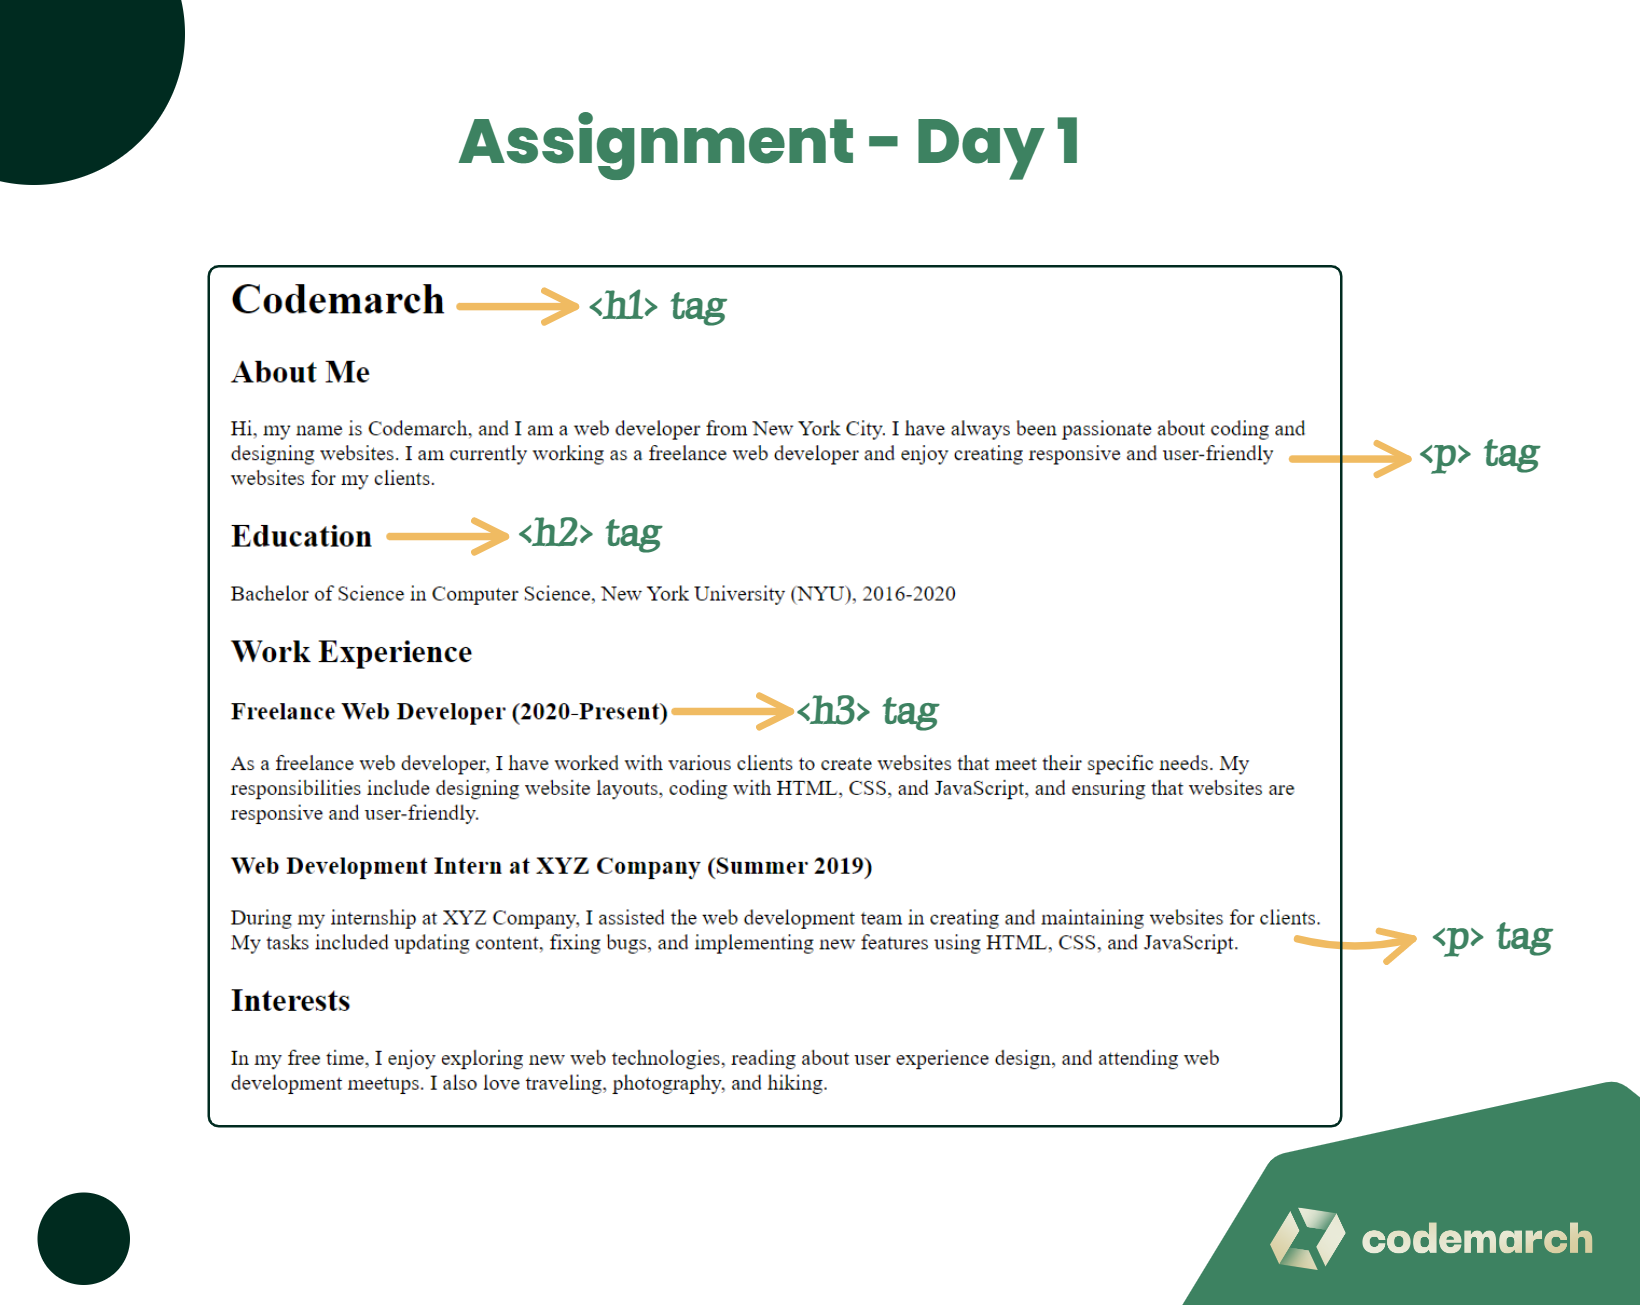 Assignment - Day 1
Codemarch
<h1> tag
About Me
Hi, my name is Codemarch, and I am a web developer from New York City. I have always been passionate about coding and
designing websites. I am currently working as a freelance web developer and enjoy creating responsive and user-friendly
<p> tag
websites for my clients.
Education
<h2> tag
Bachelor of Science in Computer Science, New York University (NYU), 2016-2020
Work Experience
Freelance Web Developer (2020-Present)
<h3> tag
As a freelance web developer, I have worked with various clients to create websites that meet their specific needs. My
responsibilities include designing website layouts, coding with HTML, CSS, and JavaScript, and ensuring that websites are
responsive and user-friendly.
Web Development Intern at XYZ Company (Summer 2019)
During my internship at XYZ Company, I assisted the web development team in creating and maintaining websites for clients.
My tasks included updating content, fixing bugs, and implementing new features using HTML, CSS, and JavaScript.
<p> tag
Interests
In my free time, I enjoy exploring new web technologies, reading about user experience design, and attending web
development meetups. I also love traveling, photography, and hiking.
codemarch